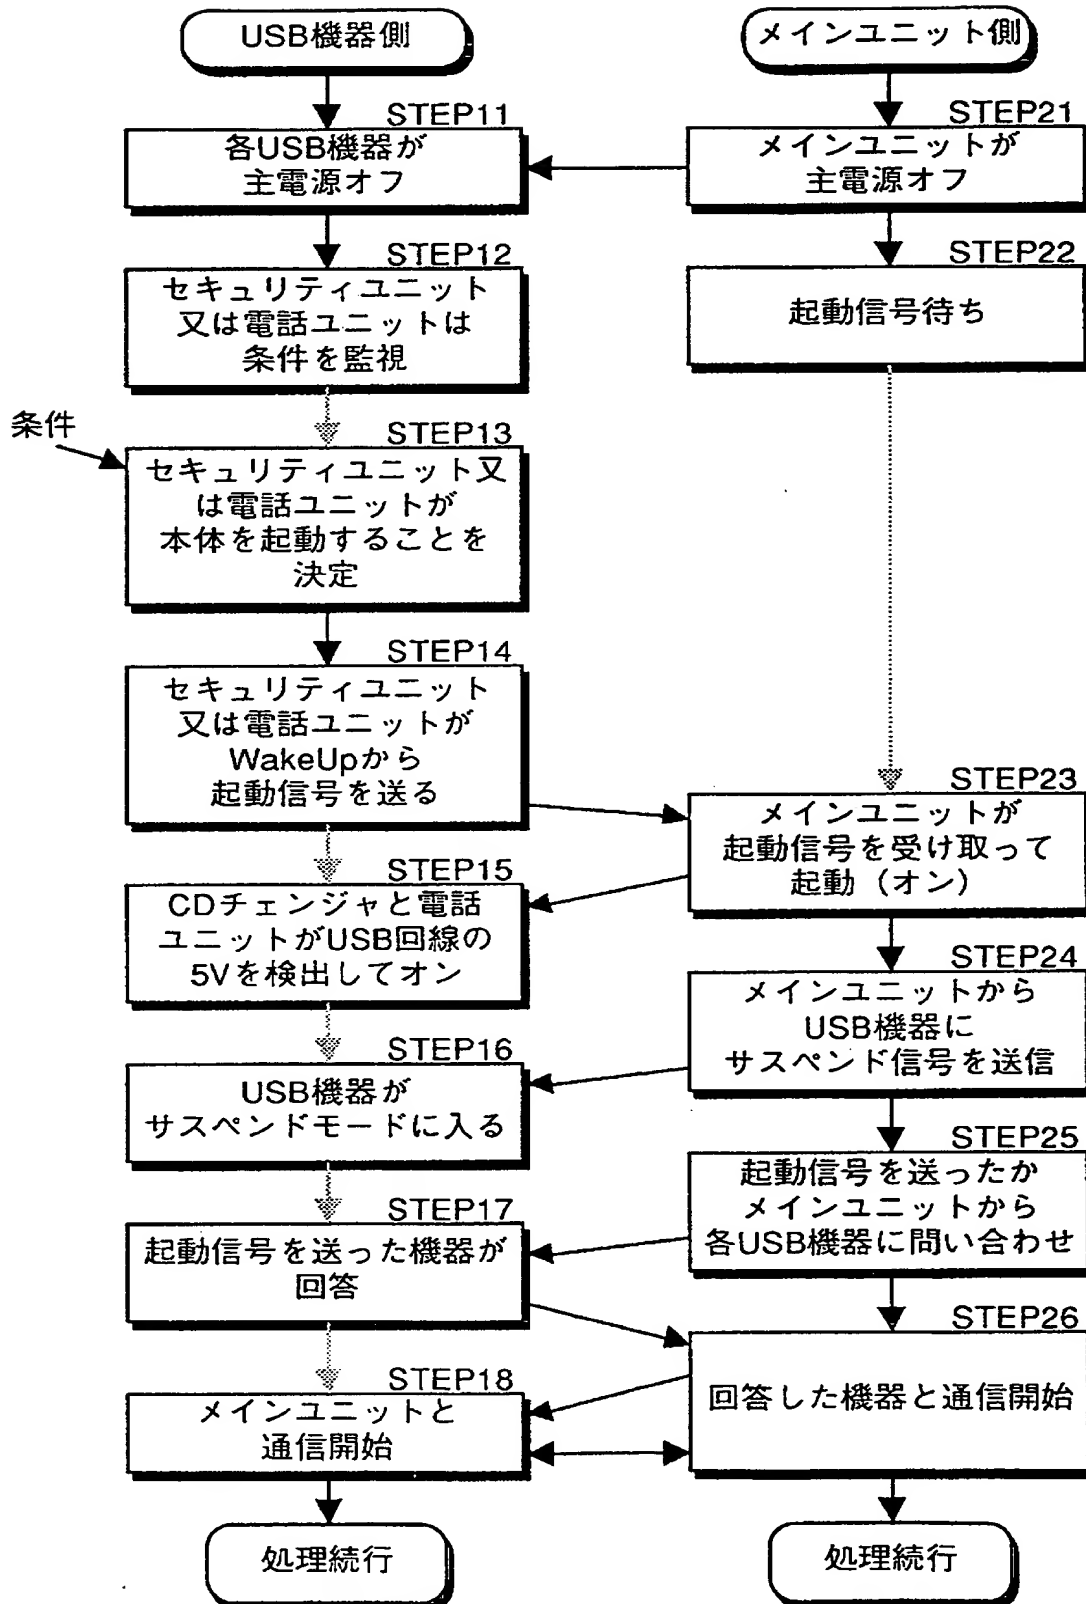 USB機器側
STEP11
各USB機器が
主電源オフ
STEP12
セキュリティユニット
又は電話ユニットは
条件を監視
条件
STEP13
セキュリティユニット又
は電話ユニットが
本体を起動することを
決定
STEP14
セキュリティユニット
又は電話ユニットが
WakeUpから
起動信号を送る
STEP15
CDチェンジャと電話
ユニットがUSB回線の
5Vを検出してオン
STEP16
USB機器が
サスペンドモードに入る
STEP17
起動信号を送った機器が
回答
STEP18
メインユニットと
通信開始
処理続行
メインユニット側
STEP21
メインユニットが
主電源オフ
STEP22
起動信号待ち
STEP23
メインユニットが
起動信号を受け取って
起動（オン）
STEP24
メインユニットから
USB機器に
サスペンド信号を送信
STEP25
起動信号を送ったか
メインユニットから
各USB機器に問い合わせ
STEP26
回答した機器と通信開始
処理続行